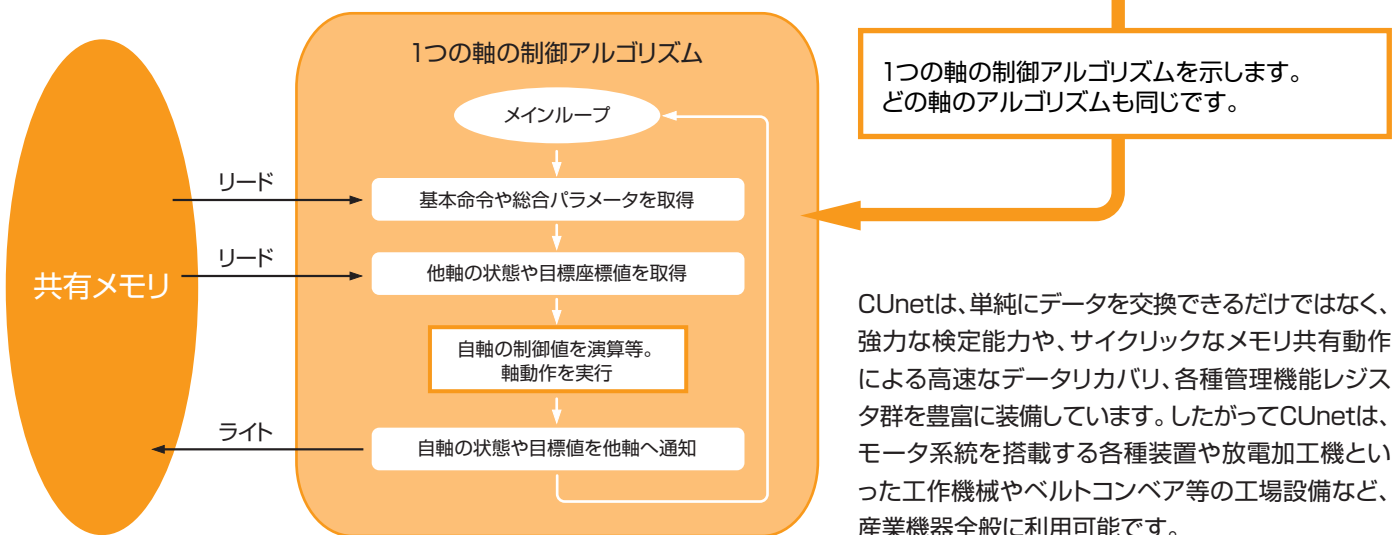 1つの軸の制御アルゴリズム
メインループ
リード
基本命令や総合パラメータを取得
リード
他軸の状態や目標座標値を取得
共有メモリ
自軸の制御値を演算等。
軸動作を実行
ライト
自軸の状態や目標値を他軸へ通知
1つの軸の制御アルゴリズムを示します。
どの軸のアルゴリズムも同じです。
CUnetは、単純にデータを交換できるだけではなく、
強力な検定能力や、サイクリックなメモリ共有動作
による高速なデータリカバリ、各種管理機能レジス
タ群を豊富に装備しています。したがってCUnetは、
モータ系統を搭載する各種装置や放電加工機とい
った工作機械やベルトコンベア等の工場設備など、
産業機器全般に利用可能です。